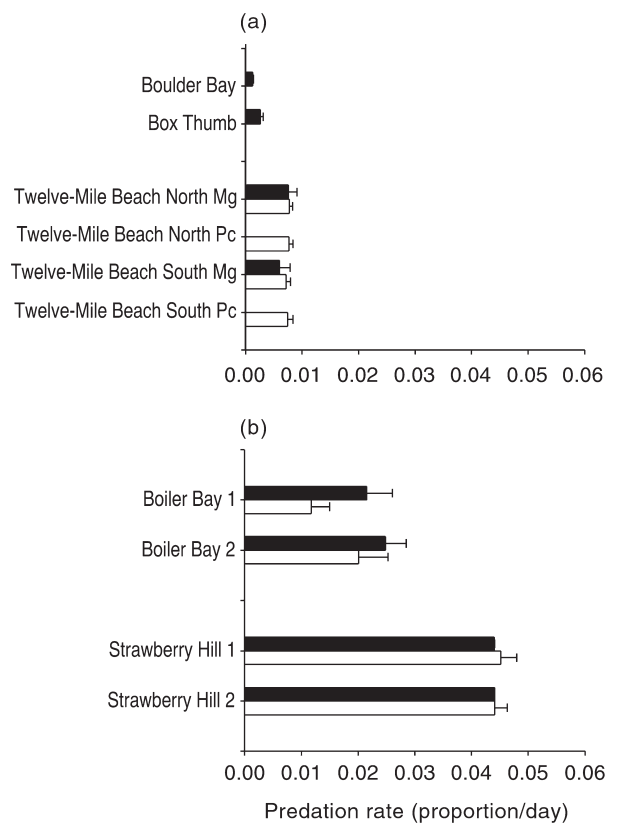 (a)
Boulder Bay
Box Thumb
Twelve-Mile Beach North Mg
Twelve-Mile Beach North Pc
Twelve-Mile Beach South Mg
Twelve-Mile Beach South Pc
0.00 0.01 0.02 0.03 0.04 0.05 0.06
(b)
Boiler Bay 1
Boiler Bay 2
Strawberry Hill 1
Strawberry Hill 2
0.00 0.01 0.02 0.03 0.04 0.05 0.06
Predation rate (proportion/day)